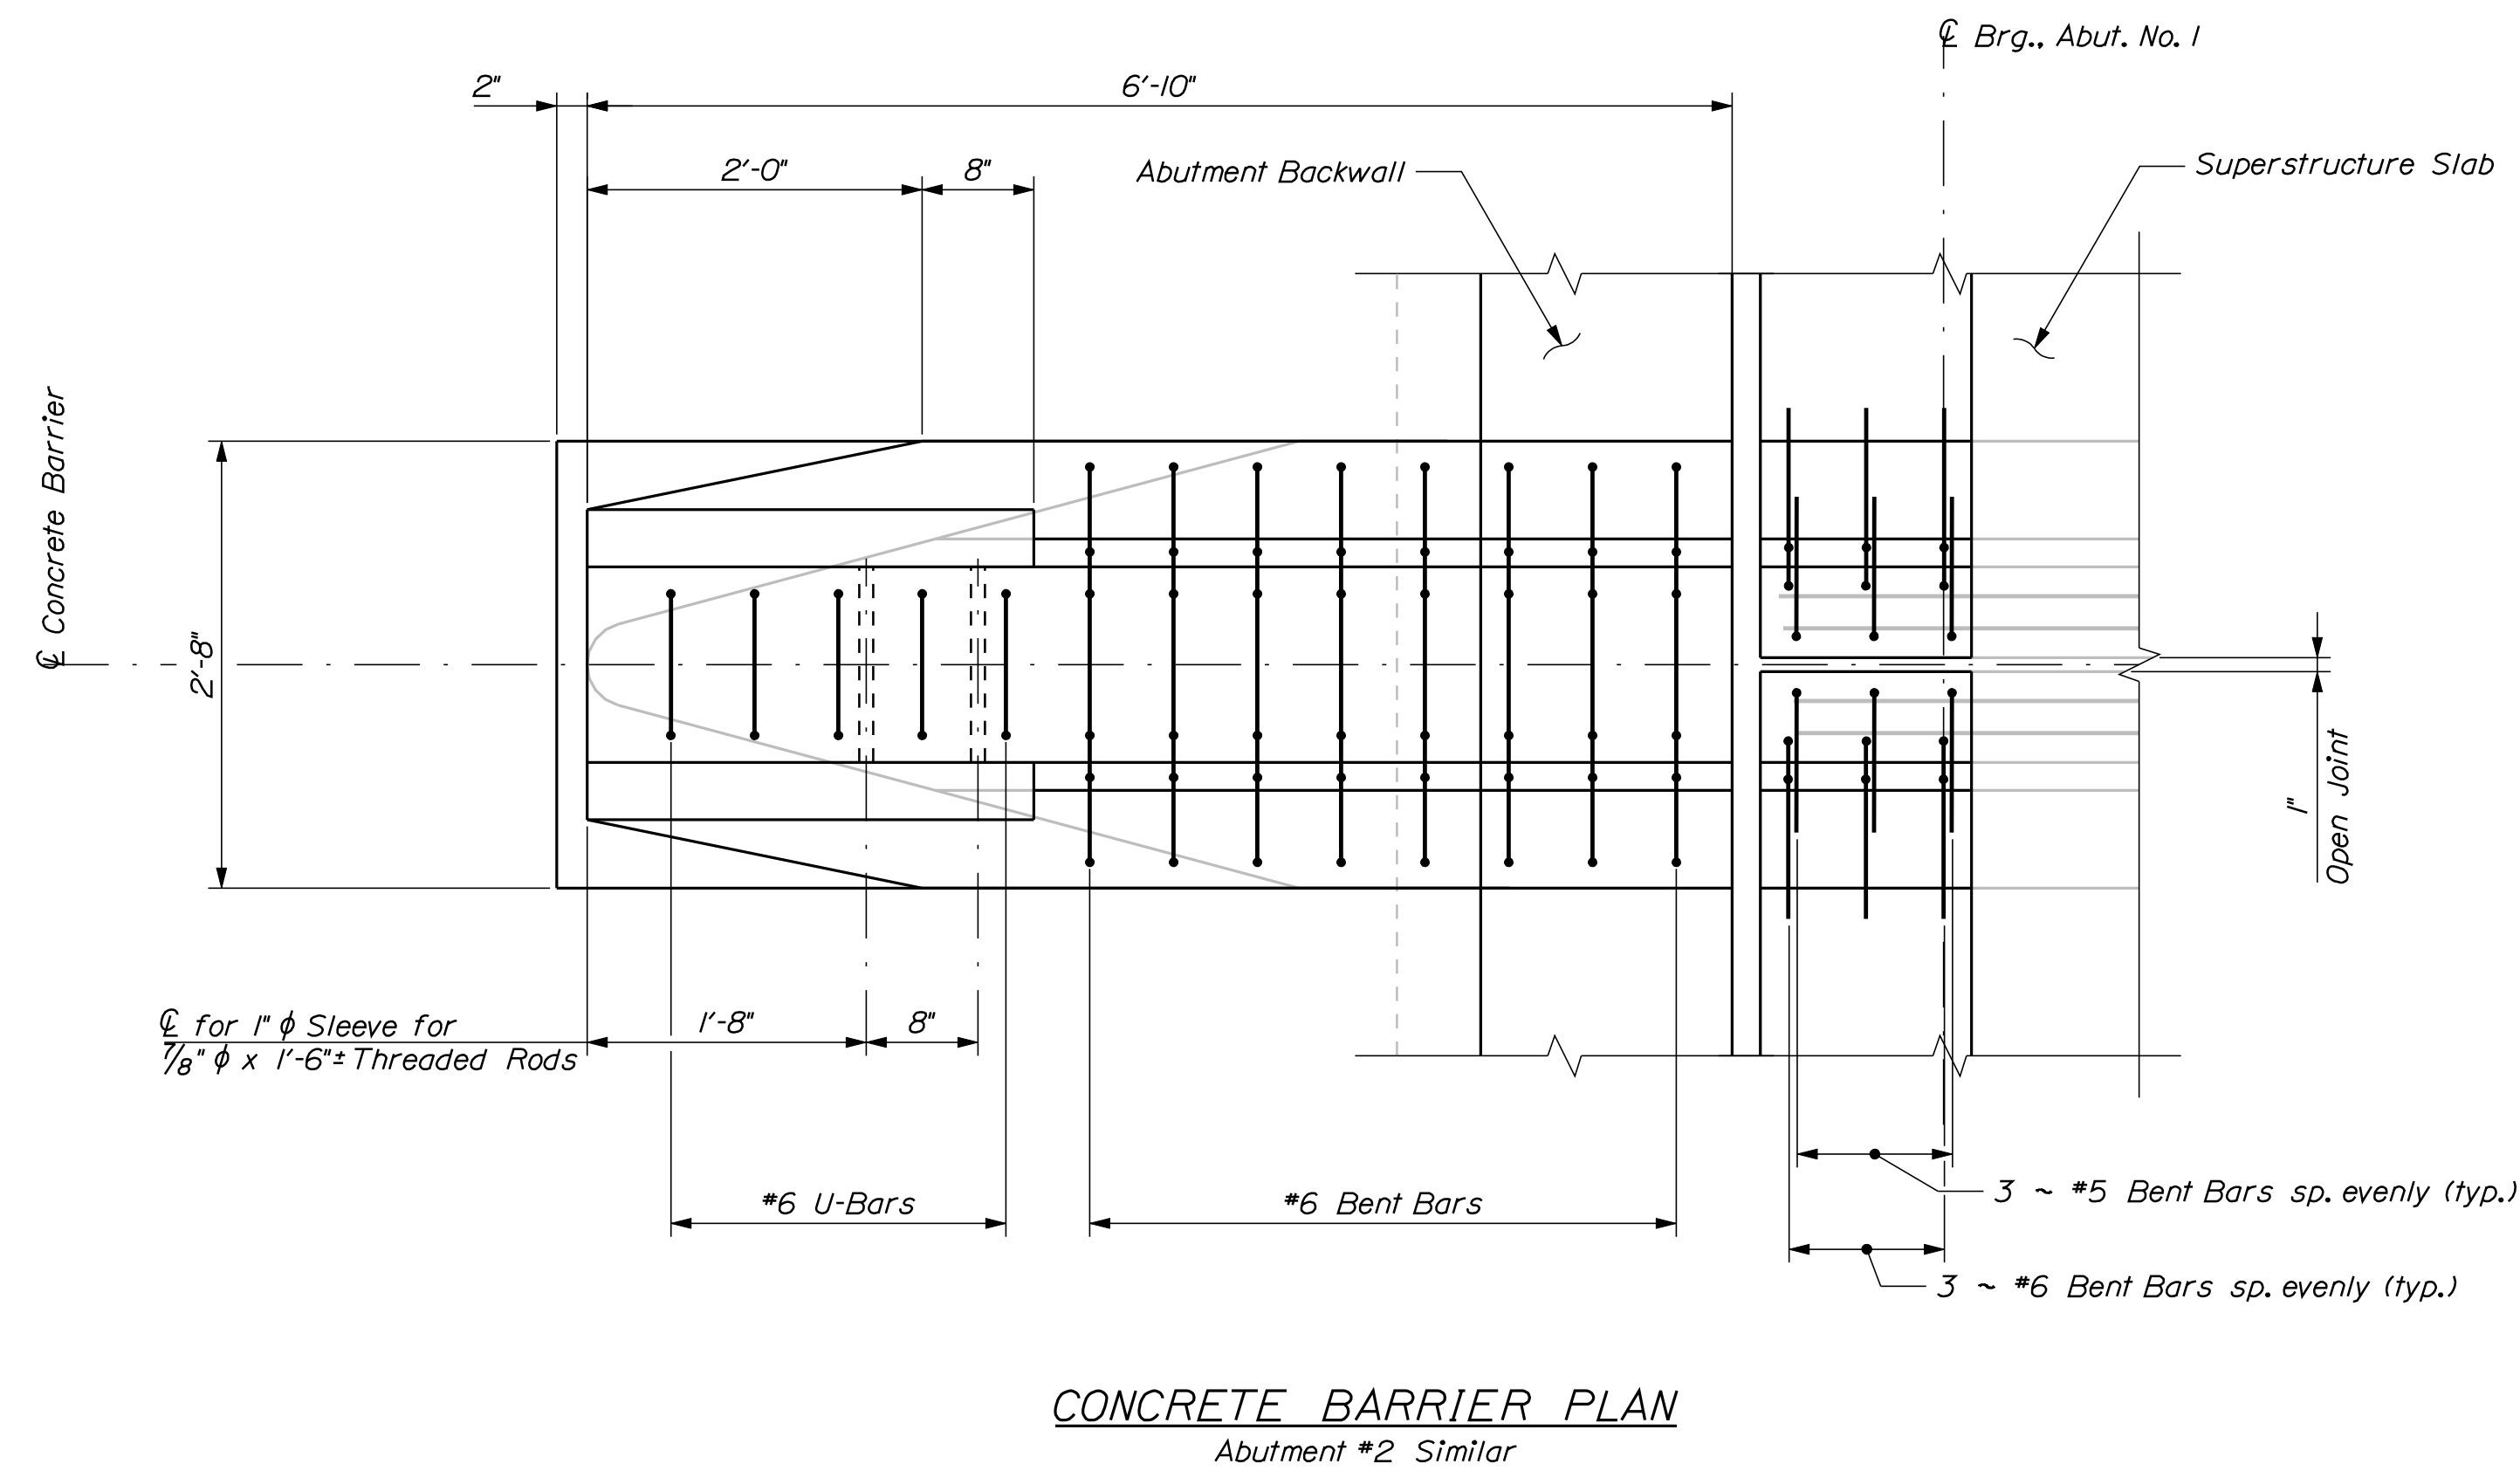 ℄ Brg., Abut. No. 1
2"
6'-10"
2'-0"
8"
Abutment Backwall
Superstructure Slab
℄ Concrete Barrier
2'-8"
1"
Open Joint
℄ for 1" ϕ Sleeve for
7/8" ϕ x 1'-6"± Threaded Rods
1'-8"
8"
#6 U-Bars
#6 Bent Bars
3 ~ #5 Bent Bars sp. evenly (typ.)
3 ~ #6 Bent Bars sp. evenly (typ.)
CONCRETE BARRIER PLAN
Abutment #2 Similar